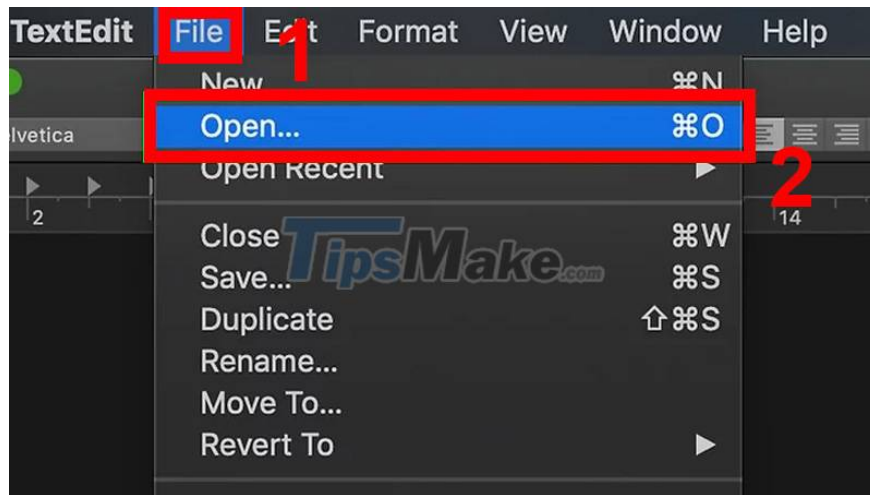 TextEdit File Edit Format View Window Help
1
New ⌘N
Open... ⌘O
lvetica
2
Open Recent ▶
2 14
Close ⌘W
TipsMake.com
Save... ⌘S
Duplicate ⇧⌘S
Rename...
Move To...
Revert To ▶